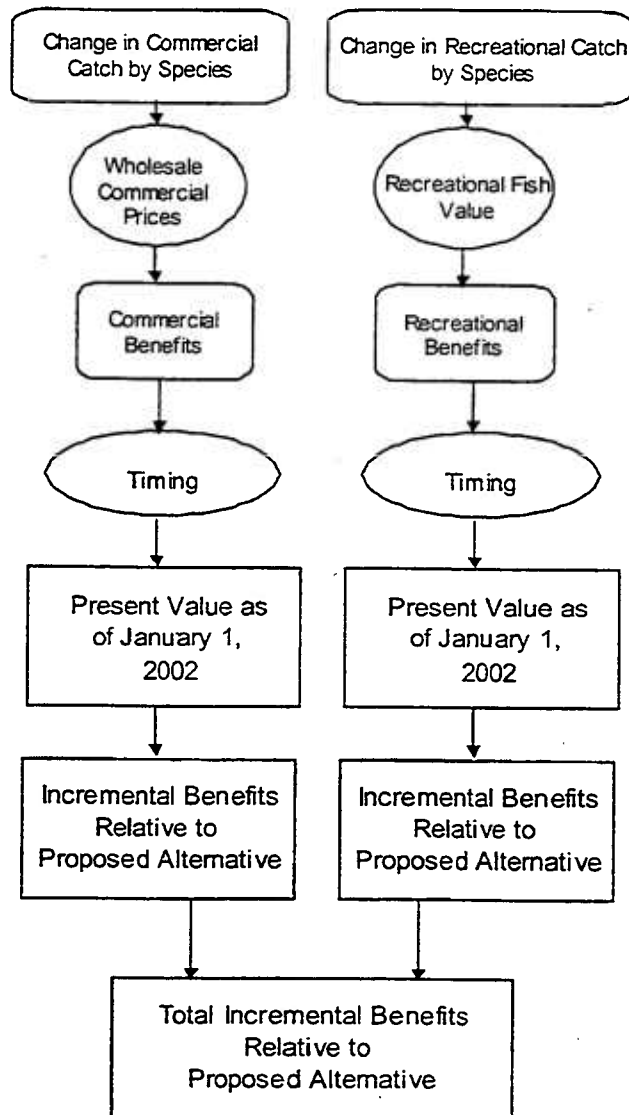 Change in Commercial
Catch by Species
Change in Recreational Catch
by Species
Wholesale
Commercial
Prices
Recreational Fish
Value
Commercial
Benefits
Recreational
Benefits
Timing
Timing
Present Value as
of January 1,
2002
Present Value as
of January 1,
2002
Incremental Benefits
Relative to
Proposed Alternative
Incremental Benefits
Relative to
Proposed Alternative
Total Incremental Benefits
Relative to
Proposed Alternative